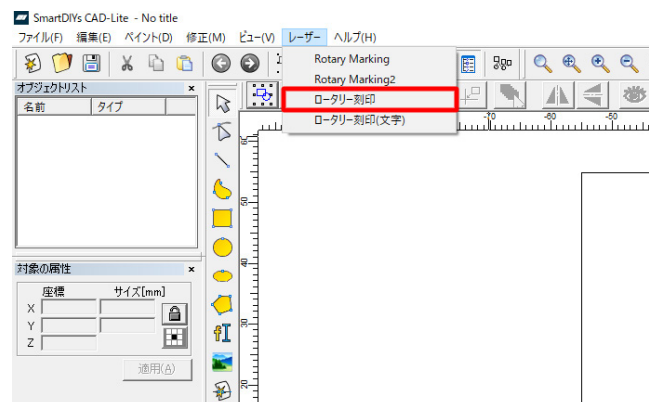 SmartDIYs CAD-Lite - No title
ファイル(F) 編集(E) ペイント(D) 修正(M) ビュー(V) レーザー ヘルプ(H)
Rotary Marking
Rotary Marking2
ロータリー刻印
ロータリー刻印(文字)
オブジェクトリスト
名前 タイプ
-70 -60 -50
対象の属性
座標 サイズ[mm]
X
Y
Z
適用(A)